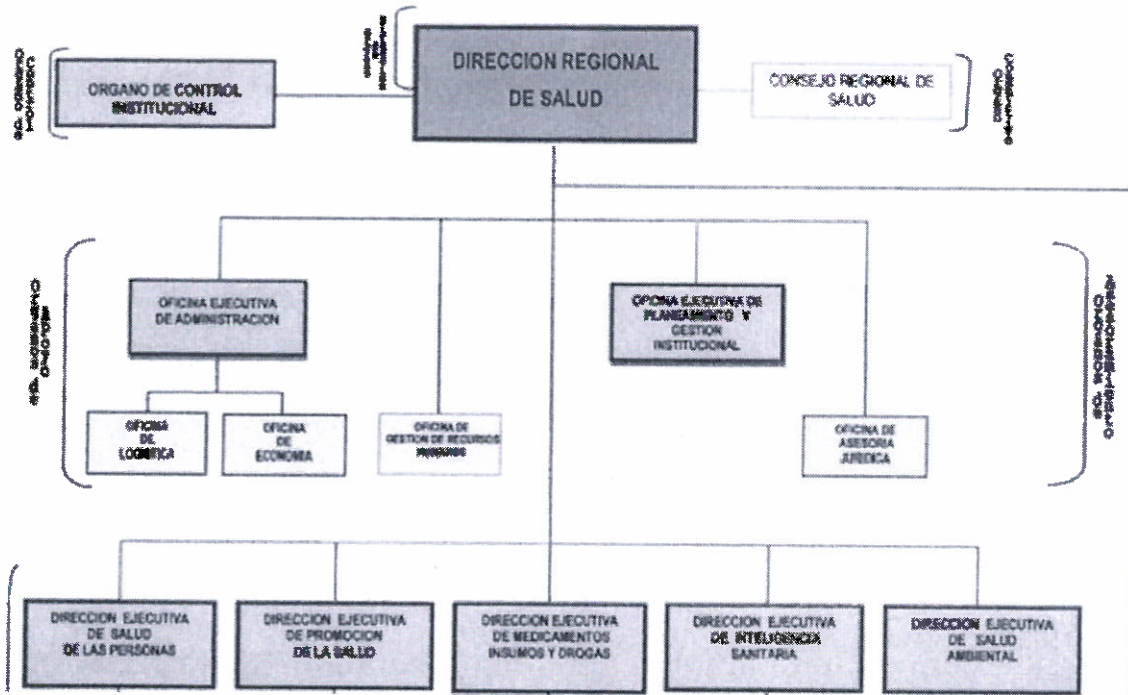 DIRECCION REGIONAL
DE SALUD
ORGANO DE CONTROL
INSTITUCIONAL
CONSEJO REGIONAL DE
SALUD
OFICINA EJECUTIVA
DE ADMINISTRACION
OFICINA EJECUTIVA DE
PLANEAMIENTO Y
GESTION
INSTITUCIONAL
OFICINA
DE
LOGISTICA
OFICINA
DE
ECONOMIA
OFICINA DE
GESTION DE RECURSOS
HUMANOS
OFICINA DE
ASESORIA
JURIDICA
DIRECCION EJECUTIVA
DE SALUD
DE LAS PERSONAS
DIRECCION EJECUTIVA
DE PROMOCION
DE LA SALUD
DIRECCION EJECUTIVA
DE MEDICAMENTOS
INSUMOS Y DROGAS
DIRECCION EJECUTIVA
DE INTELIGENCIA
SANITARIA
DIRECCION EJECUTIVA
DE SALUD
AMBIENTAL